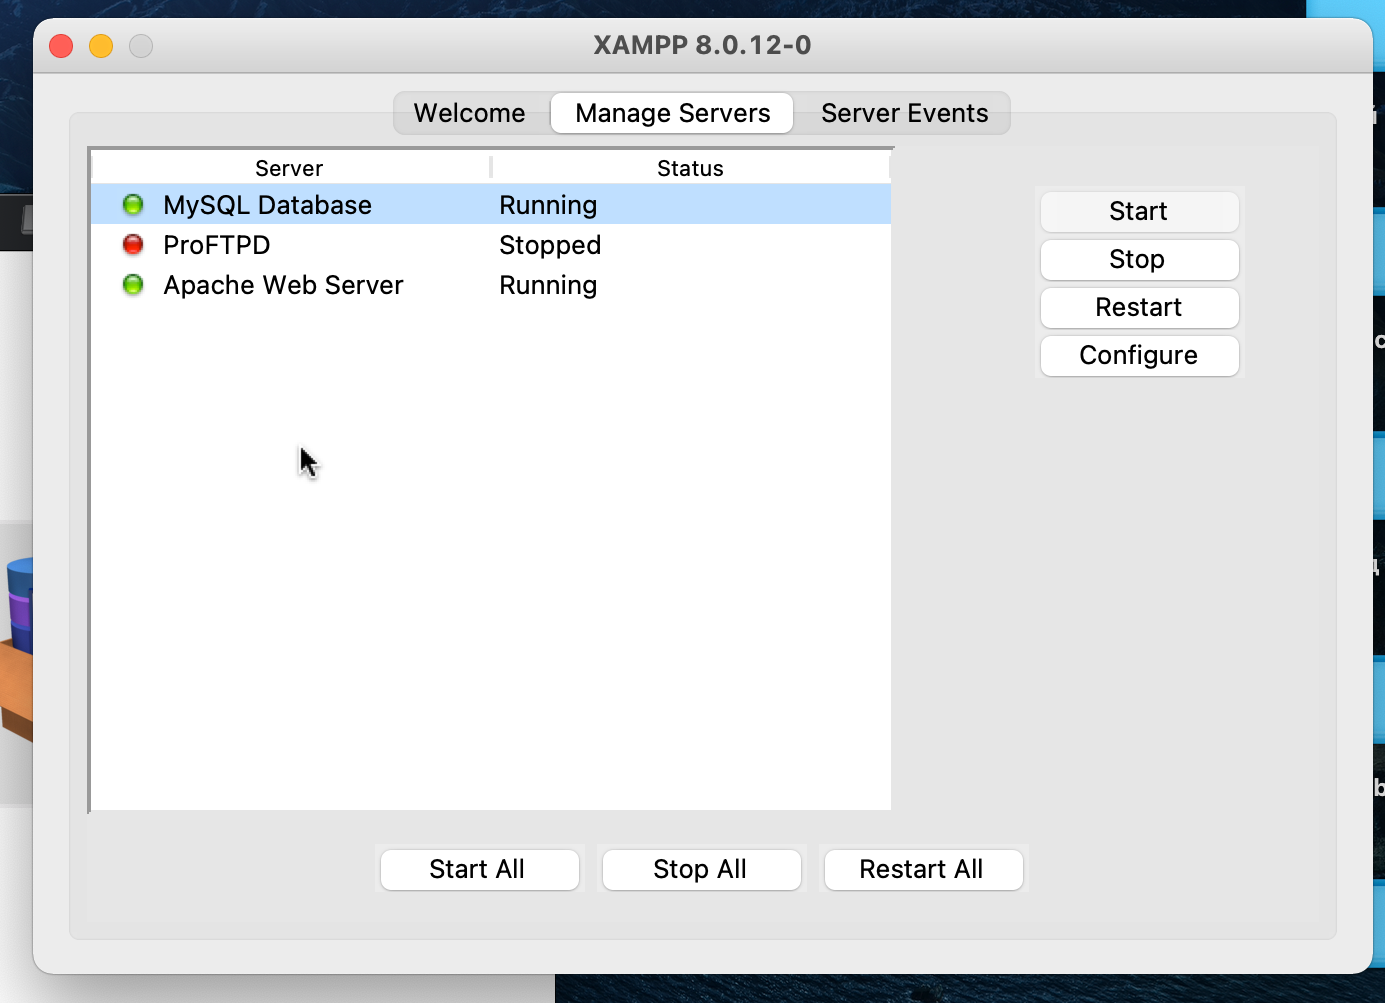 XAMPP 8.0.12-0
Welcome Manage Servers Server Events
Server Status
MySQL Database Running
ProFTPD Stopped
Apache Web Server Running
Start
Stop
Restart
Configure
Start All Stop All Restart All